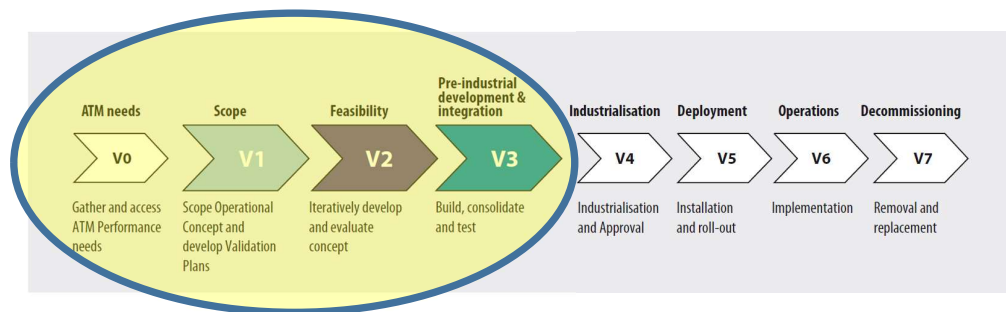 ATM needs
V0
Gather and access
ATM Performance
needs
Scope
V1
Scope Operational
Concept and
develop Validation
Plans
Feasibility
V2
Iteratively develop
and evaluate
concept
Pre-industrial
development &
integration
V3
Build, consolidate
and test
Industrialisation
V4
Industrialisation
and Approval
Deployment
V5
Installation
and roll-out
Operations
V6
Implementation
Decommissioning
V7
Removal and
replacement